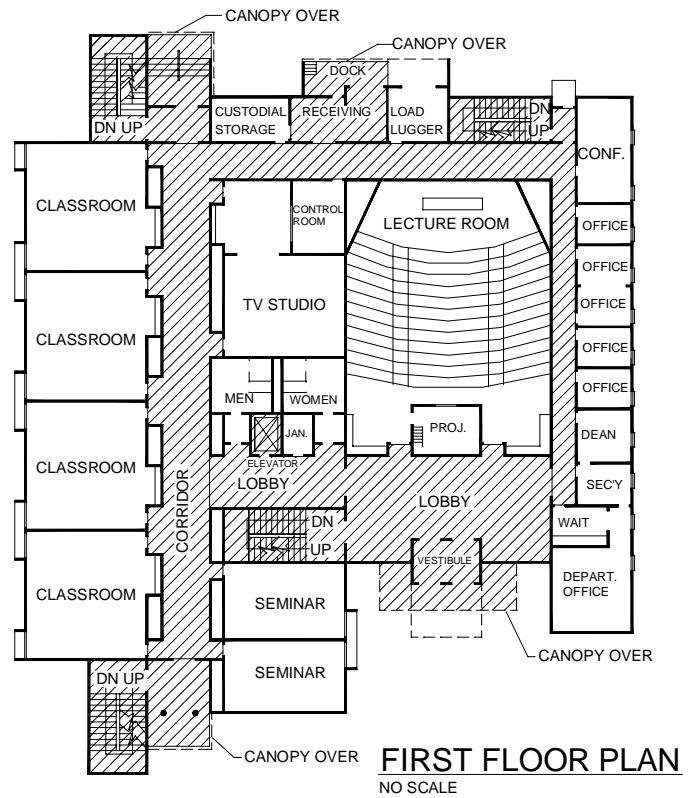 CANOPY OVER
CANOPY OVER
DOCK
CUSTODIAL
STORAGE
RECEIVING
LOAD
LUGGER
DN
UP
DN UP
CONF.
CLASSROOM
CONTROL
ROOM
LECTURE ROOM
OFFICE
OFFICE
TV STUDIO
OFFICE
CLASSROOM
OFFICE
OFFICE
MEN
WOMEN
PROJ.
JAN.
DEAN
CLASSROOM
ELEVATOR
LOBBY
LOBBY
SEC'Y
CORRIDOR
DN
UP
WAIT
VESTIBULE
CLASSROOM
SEMINAR
DEPART.
OFFICE
CANOPY OVER
SEMINAR
DN UP
CANOPY OVER
FIRST FLOOR PLAN
NO SCALE